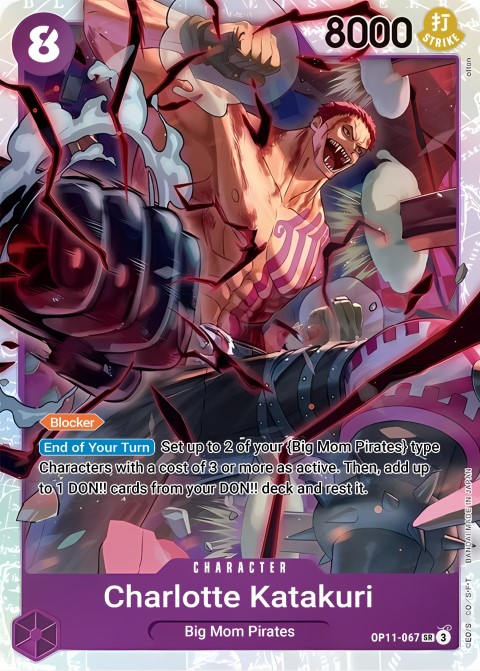 8
8000
打
STRIKE
otton
Blocker
End of Your Turn Set up to 2 of your {Big Mom Pirates} type
Characters with a cost of 3 or more as active. Then, add up
to 1 DON!! cards from your DON!! deck and rest it.
CHARACTER
Charlotte Katakuri
Big Mom Pirates
OP11-067 SR 3
©E.O/S. ©O./S.,F.,T. BANDAI MADE IN JAPAN